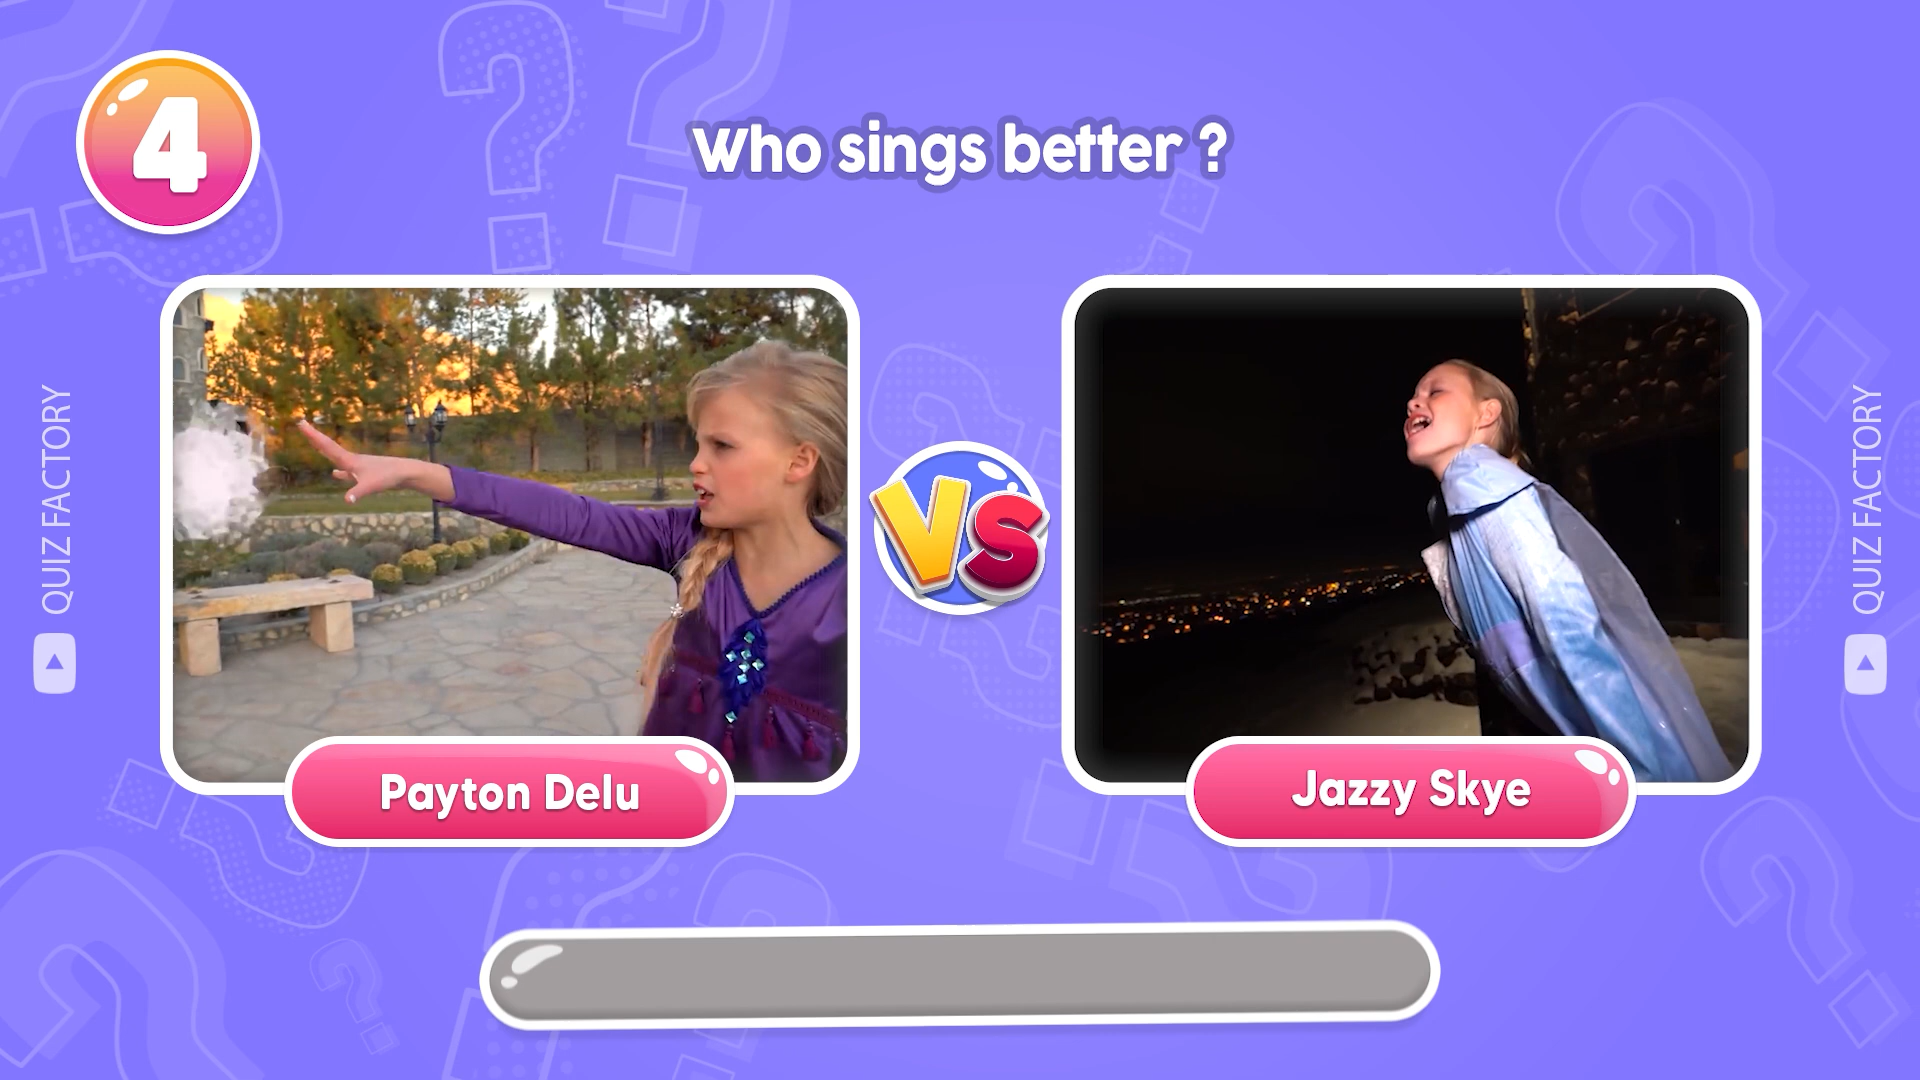 4
Who sings better ?
QUIZ FACTORY
VS
QUIZ FACTORY
Payton Delu
Jazzy Skye